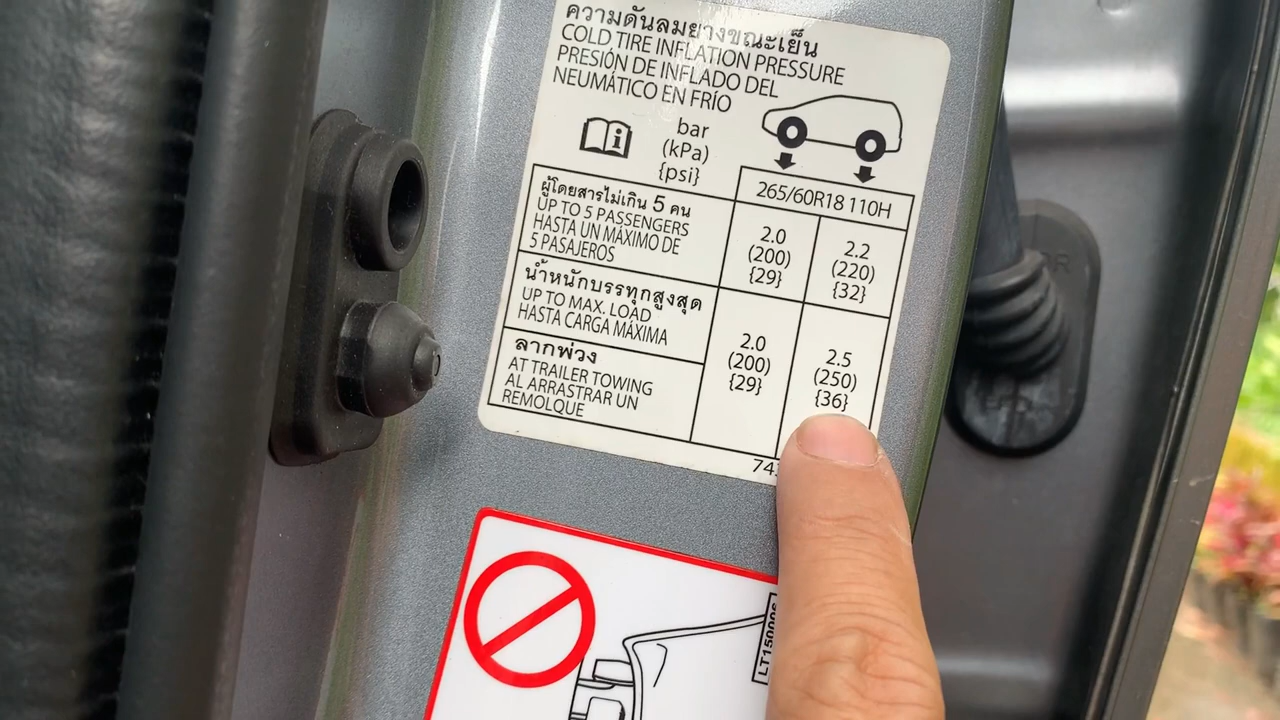 ความดันลมยางขณะเย็น
COLD TIRE INFLATION PRESSURE
PRESIÓN DE INFLADO DEL
NEUMÁTICO EN FRÍO
bar
(kPa)
{psi}
265/60R18 110H
ผู้โดยสารไม่เกิน 5 คน
UP TO 5 PASSENGERS
HASTA UN MÁXIMO DE
5 PASAJEROS
2.0
(200)
{29}
2.2
(220)
{32}
น้ำหนักบรรทุกสูงสุด
UP TO MAX. LOAD
HASTA CARGA MÁXIMA
ลากพ่วง
AT TRAILER TOWING
AL ARRASTRAR UN
REMOLQUE
2.0
(200)
{29}
2.5
(250)
{36}
LT150006